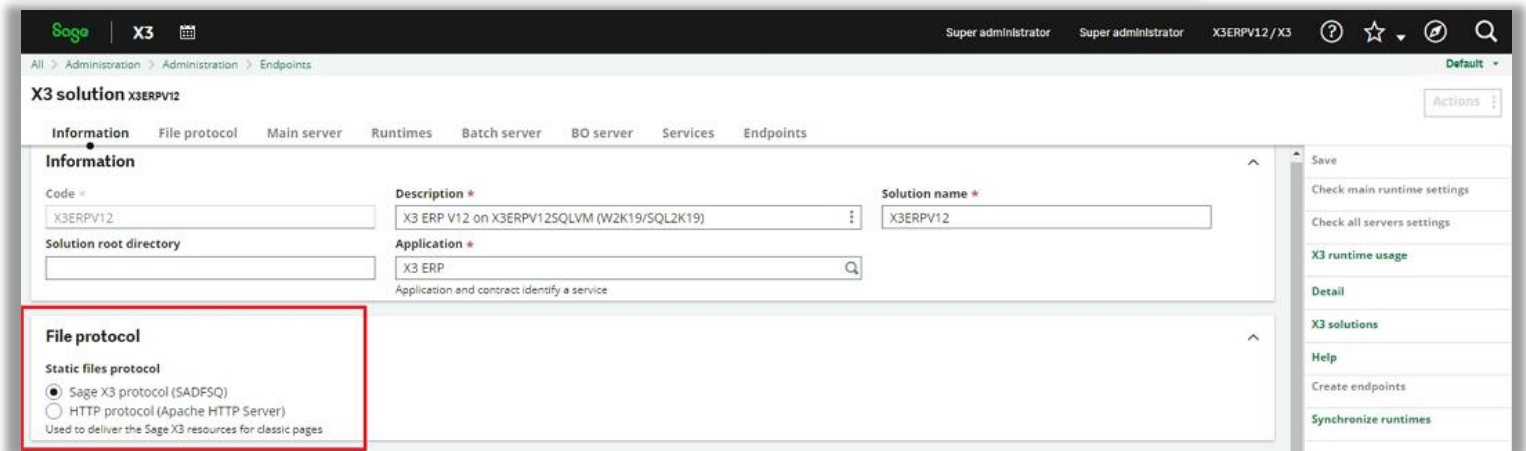 Sage X3 Super administrator Super administrator X3ERPV12/X3
All > Administration > Administration > Endpoints Default
X3 solution X3ERPV12 Actions
Information File protocol Main server Runtimes Batch server BO server Services Endpoints
Information
Code * Description * Solution name *
X3ERPV12 X3 ERP V12 on X3ERPV12SQLVM (W2K19/SQL2K19) X3ERPV12
Solution root directory Application *
X3 ERP
Application and contract identify a service
File protocol
Static files protocol
Sage X3 protocol (SADFSQ)
HTTP protocol (Apache HTTP Server)
Used to deliver the Sage X3 resources for classic pages
Save
Check main runtime settings
Check all servers settings
X3 runtime usage
Detail
X3 solutions
Help
Create endpoints
Synchronize runtimes